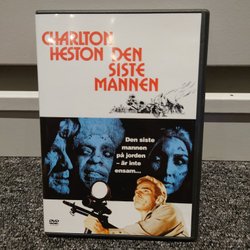 CHARLTON
HESTON DEN
SISTE
MANNEN
Den siste
mannen
på jorden
– är inte
ensam...
DVD